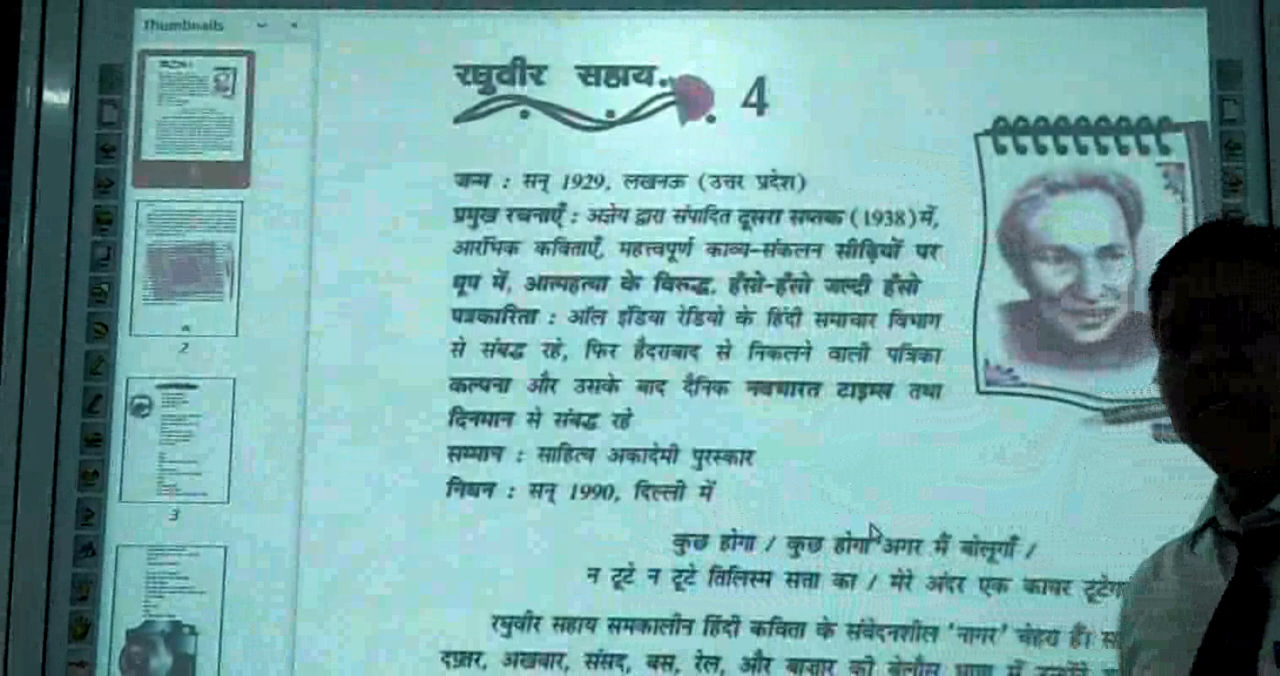 Thumbnails
रघुवीर सहाय
4
जन्म : सन् 1929, लखनऊ (उत्तर प्रदेश)
प्रमुख रचनाएँ : अज्ञेय द्वारा संपादित दूसरा सप्तक (1938) में,
आरंभिक कविताएँ, महत्त्वपूर्ण काव्य-संकलन सीढ़ियों पर
धूप में, आत्महत्या के विरुद्ध, हँसो-हँसो जल्दी हँसो
पत्रकारिता : ऑल इंडिया रेडियो के हिंदी समाचार विभाग
से संबद्ध रहे, फिर हैदराबाद से निकलने वाली पत्रिका
कल्पना और उसके बाद दैनिक नवभारत टाइम्स तथा
दिनमान से संबद्ध रहे
सम्मान : साहित्य अकादेमी पुरस्कार
निधन : सन् 1990, दिल्ली में
कुछ होगा / कुछ होगा अगर मैं बोलूगाँ /
न टूटे न टूटे तिलिस्म सत्ता का / मेरे अंदर एक कायर टूटेगा
रघुवीर सहाय समकालीन हिंदी कविता के संवेदनशील 'नागर' चेहरा हैं।
दफ़्तर, अखबार, संसद, बस, रेल, और बाज़ार की बेलौस भाषा में उन्होंने
2
3